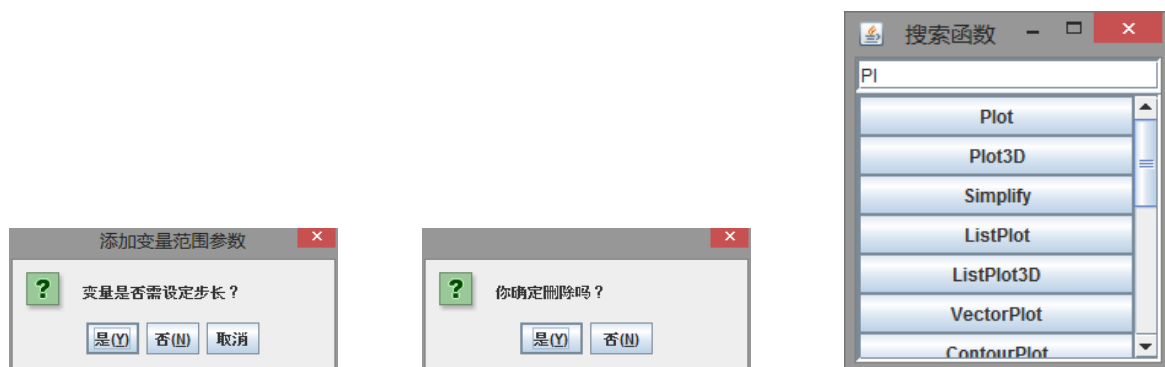 添加变量范围参数
变量是否需设定步长？
是(Y) 否(N) 取消
你确定删除吗？
是(Y) 否(N)
搜索函数
Pl
Plot
Plot3D
Simplify
ListPlot
ListPlot3D
VectorPlot
ContourPlot